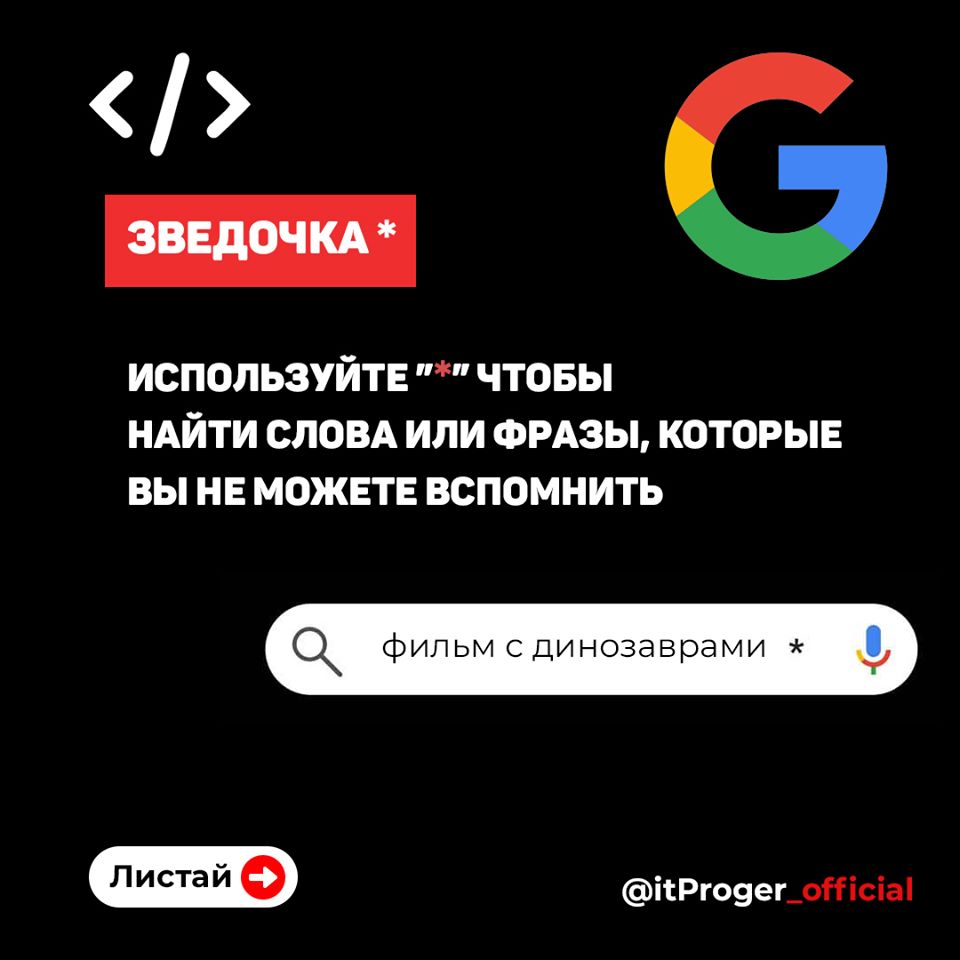 </>
ЗВЕДОЧКА *
ИСПОЛЬЗУЙТЕ "*" ЧТОБЫ
НАЙТИ СЛОВА ИЛИ ФРАЗЫ, КОТОРЫЕ
ВЫ НЕ МОЖЕТЕ ВСПОМНИТЬ
фильм с динозаврами *
Листай
@itProger_official